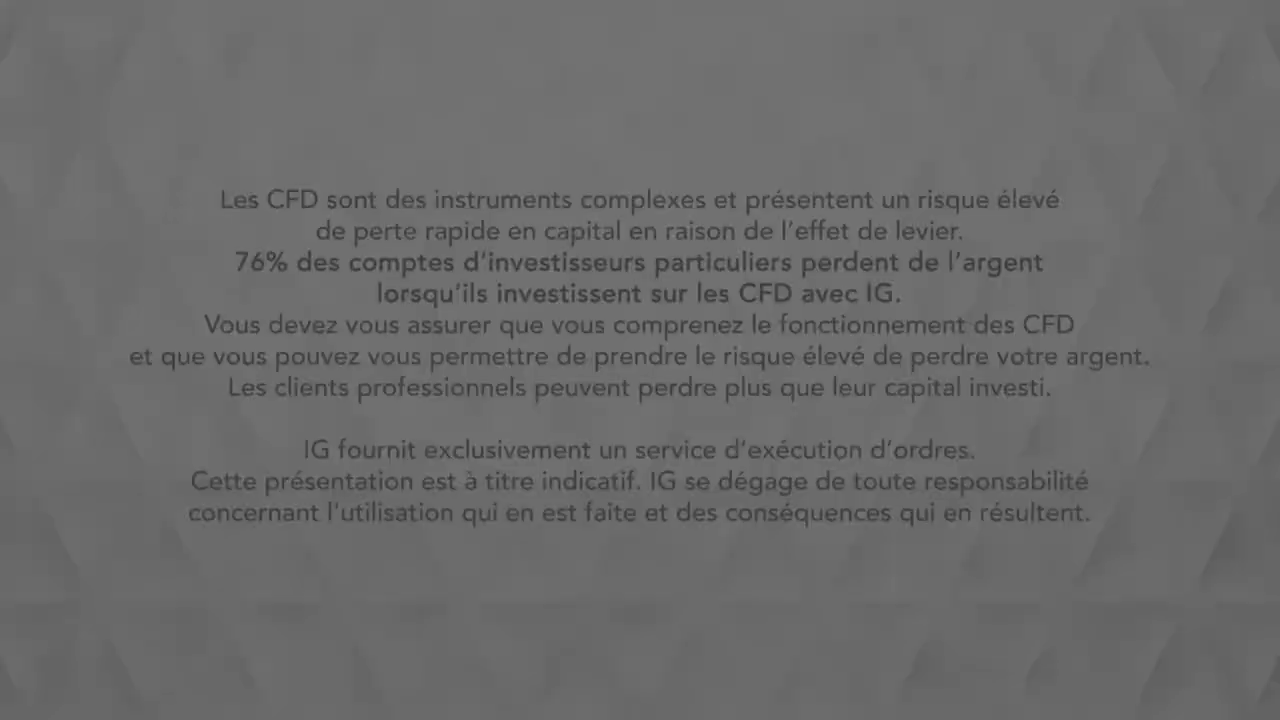 Les CFD sont des instruments complexes et présentent un risque élevé
de perte rapide en capital en raison de l'effet de levier.
76% des comptes d'investisseurs particuliers perdent de l'argent
lorsqu'ils investissent sur les CFD avec IG.
Vous devez vous assurer que vous comprenez le fonctionnement des CFD
et que vous pouvez vous permettre de prendre le risque élevé de perdre votre argent.
Les clients professionnels peuvent perdre plus que leur capital investi.
IG fournit exclusivement un service d'exécution d'ordres.
Cette présentation est à titre indicatif. IG se dégage de toute responsabilité
concernant l'utilisation qui en est faite et des conséquences qui en résultent.